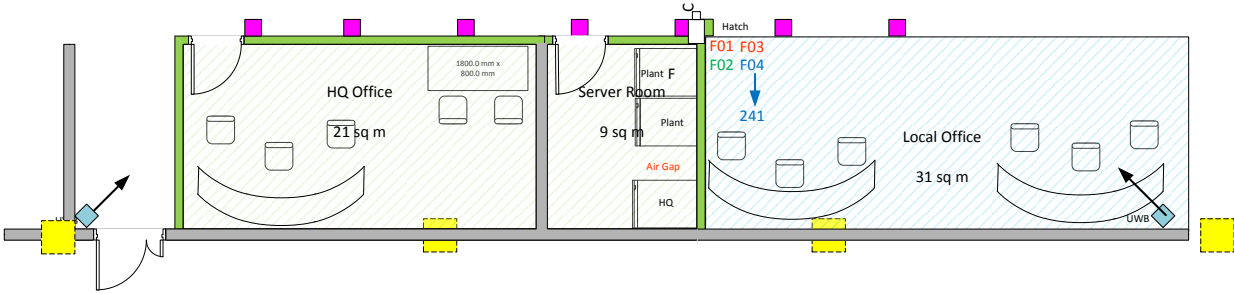 C
Hatch
F01 F03
F02 F04
241
1800.0 mm x
800.0 mm
HQ Office
21 sq m
Plant F
Server Room
9 sq m
Plant
Air Gap
HQ
Local Office
31 sq m
UWB